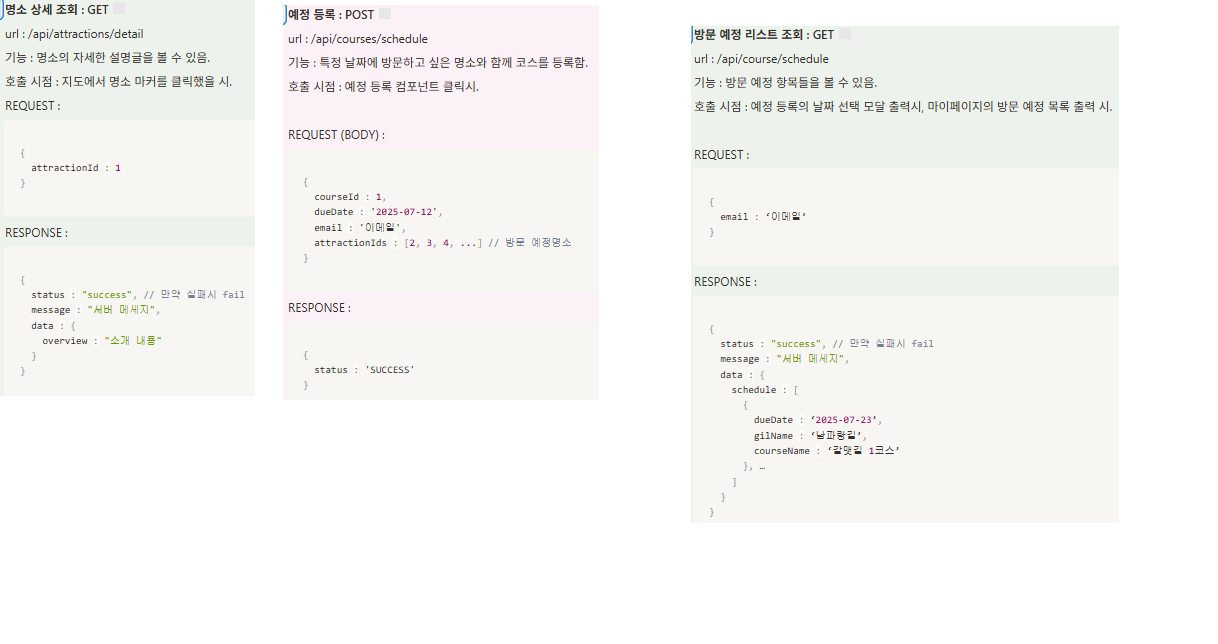 명소 상세 조회 : GET
url : /api/attractions/detail
기능 : 명소의 자세한 설명글을 볼 수 있음.
호출 시점 : 지도에서 명소 마커를 클릭했을 시.
REQUEST :
{
attractionId : 1
}
RESPONSE :
{
status : "success", // 만약 실패시 fail
message : "서버 메세지",
data : {
overview : "소개 내용"
}
}
예정 등록 : POST
url : /api/courses/schedule
기능 : 특정 날짜에 방문하고 싶은 명소와 함께 코스를 등록함.
호출 시점 : 예정 등록 컴포넌트 클릭시.
REQUEST (BODY) :
{
courseId : 1,
dueDate : '2025-07-12',
email : '이메일',
attractionIds : [2, 3, 4, ...] // 방문 예정명소
}
RESPONSE :
{
status : 'SUCCESS'
}
방문 예정 리스트 조회 : GET
url : /api/course/schedule
기능 : 방문 예정 항목들을 볼 수 있음.
호출 시점 : 예정 등록의 날짜 선택 모달 출력시, 마이페이지의 방문 예정 목록 출력 시.
REQUEST :
{
email : ‘이메일’
}
RESPONSE :
{
status : "success", // 만약 실패시 fail
message : "서버 메세지",
data : {
schedule : [
{
dueDate : ‘2025-07-23’,
gilName : ‘남파랑길’,
courseName : ‘갈맷길 1코스’
}, …
]
}
}